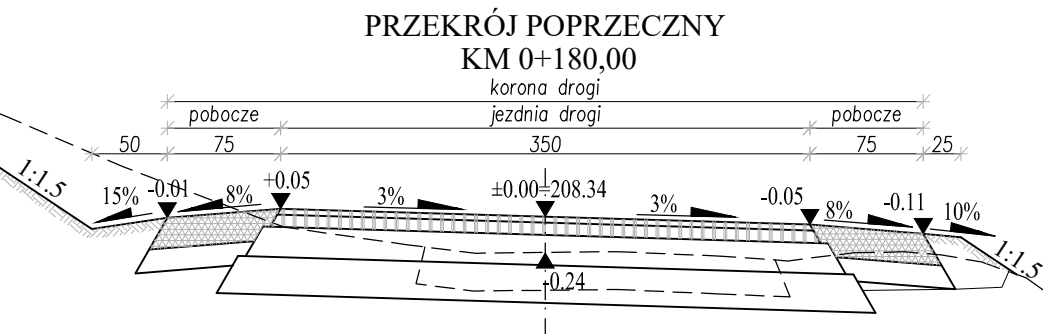 PRZEKRÓJ POPRZECZNY
KM 0+180,00
korona drogi
pobocze jezdnia drogi pobocze
50 75 350 75 25
1:1.5 15% -0.01 8% +0.05 3% ±0.00=208.34 3% -0.05 8% -0.11 10% 1:1.5
-0.24